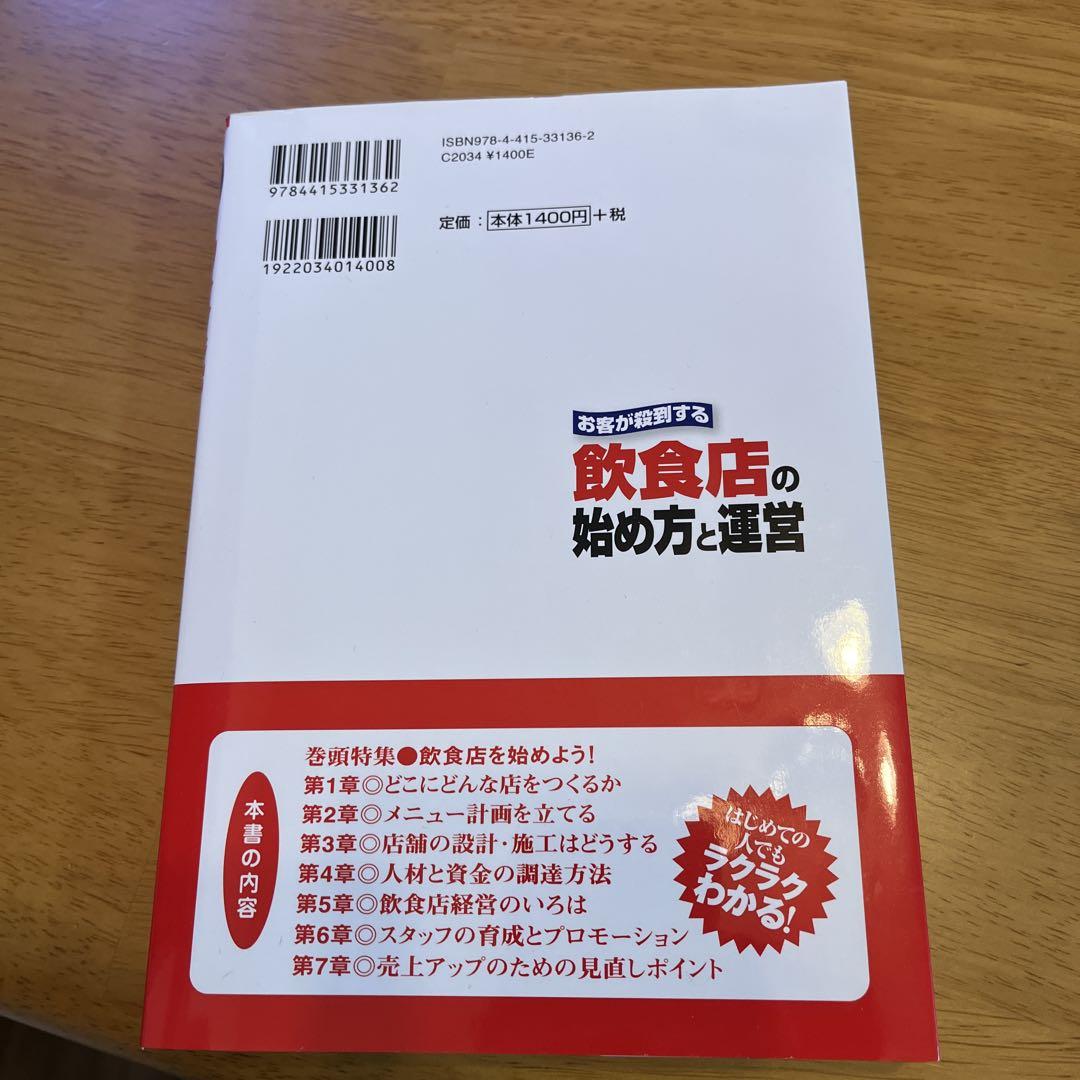 ISBN978-4-415-33136-2
C2034 ¥1400E
9784415331362
定価：本体1400円＋税
1922034014008
お客が殺到する
飲食店の
始め方と運営
本書の内容
巻頭特集●飲食店を始めよう！
第1章◎どこにどんな店をつくるか
第2章◎メニュー計画を立てる
第3章◎店舗の設計・施工はどうする
第4章◎人材と資金の調達方法
第5章◎飲食店経営のいろは
第6章◎スタッフの育成とプロモーション
第7章◎売上アップのための見直しポイント
はじめての
人でも
ラクラク
わかる！